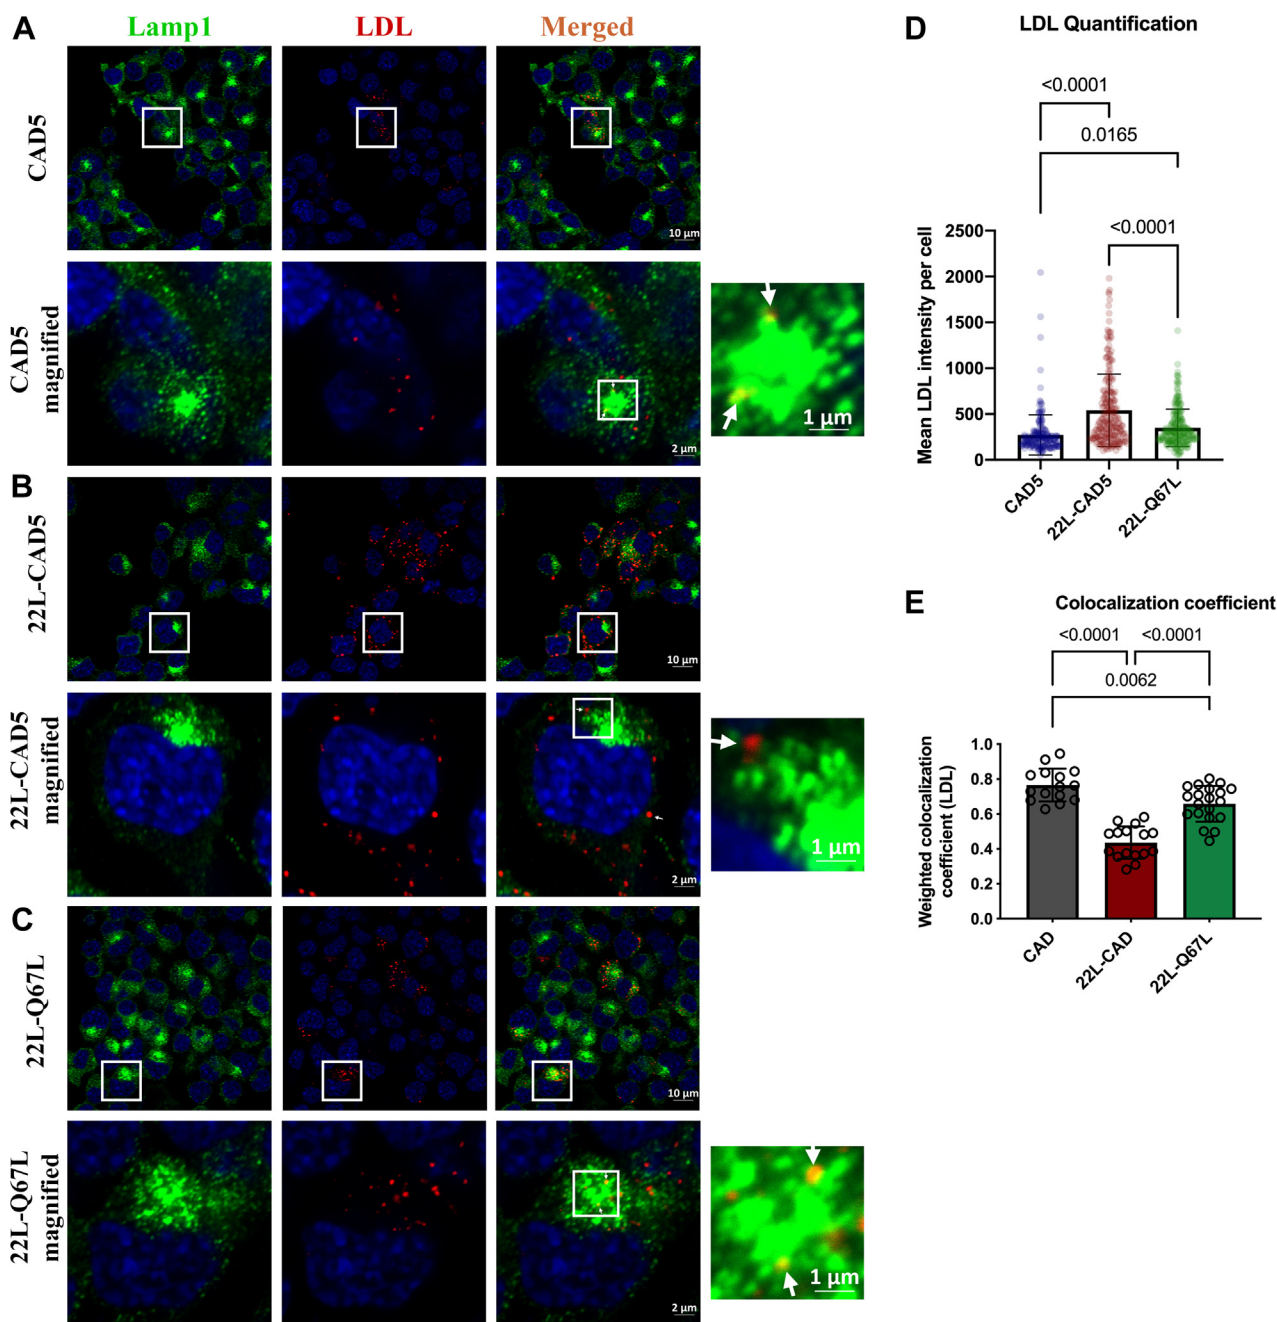 A
Lamp1
LDL
Merged
CAD5
10 µm
CAD5
magnified
2 µm
1 µm
B
22L-CAD5
10 µm
22L-CAD5
magnified
2 µm
1 µm
C
22L-Q67L
10 µm
22L-Q67L
magnified
2 µm
1 µm
D
LDL Quantification
<0.0001
0.0165
<0.0001
Mean LDL intensity per cell
2500
2000
1500
1000
500
0
CAD5
22L-CAD5
22L-Q67L
E
Colocalization coefficient
<0.0001
<0.0001
0.0062
Weighted colocalization
coefficient (LDL)
1.0
0.8
0.6
0.4
0.2
0.0
CAD
22L-CAD
22L-Q67L